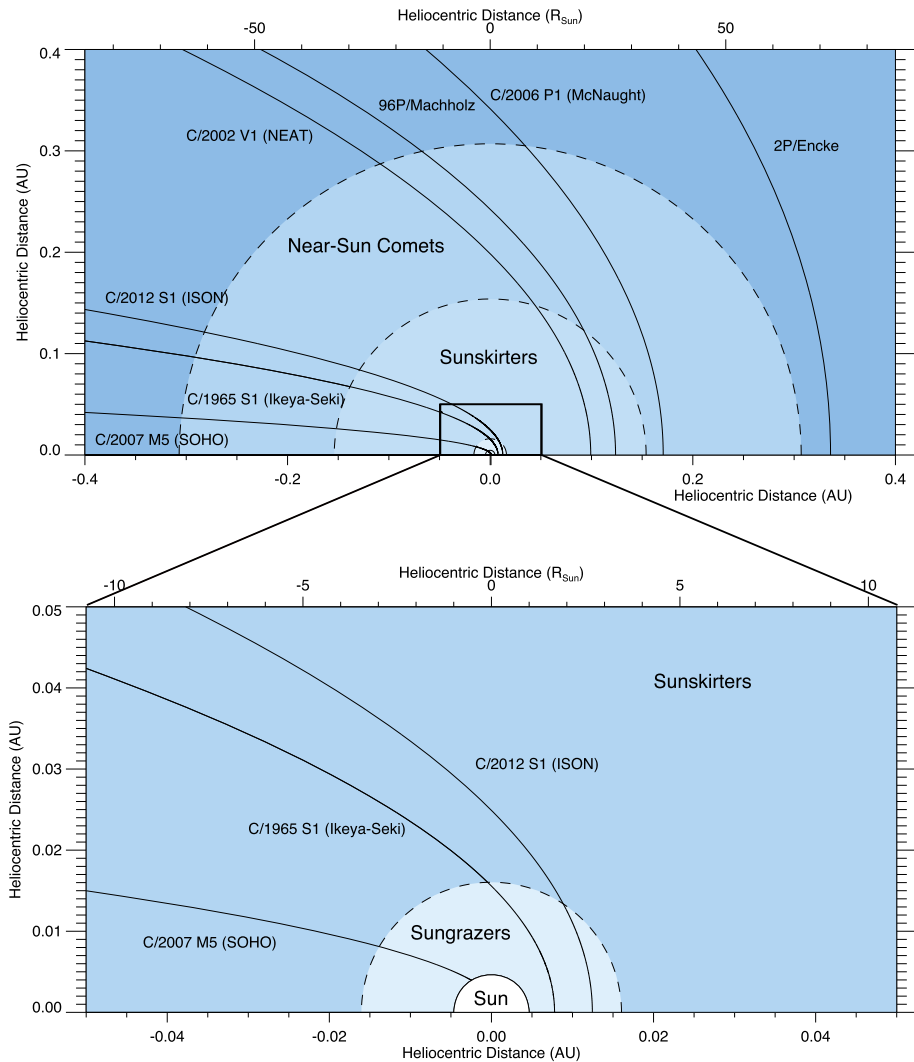 Heliocentric Distance (RSun)
-50 0 50
0.4
C/2006 P1 (McNaught)
96P/Machholz
C/2002 V1 (NEAT)
2P/Encke
0.3
Heliocentric Distance (AU)
Near-Sun Comets
0.2
C/2012 S1 (ISON)
Sunskirters
0.1
C/1965 S1 (Ikeya-Seki)
C/2007 M5 (SOHO)
0.0
-0.4 -0.2 0.0 0.2 0.4
Heliocentric Distance (AU)
Heliocentric Distance (RSun)
-10 -5 0 5 10
0.05
Sunskirters
0.04
Heliocentric Distance (AU)
C/2012 S1 (ISON)
0.03
C/1965 S1 (Ikeya-Seki)
0.02
Sungrazers
C/2007 M5 (SOHO)
0.01
Sun
0.00
-0.04 -0.02 0.00 0.02 0.04
Heliocentric Distance (AU)